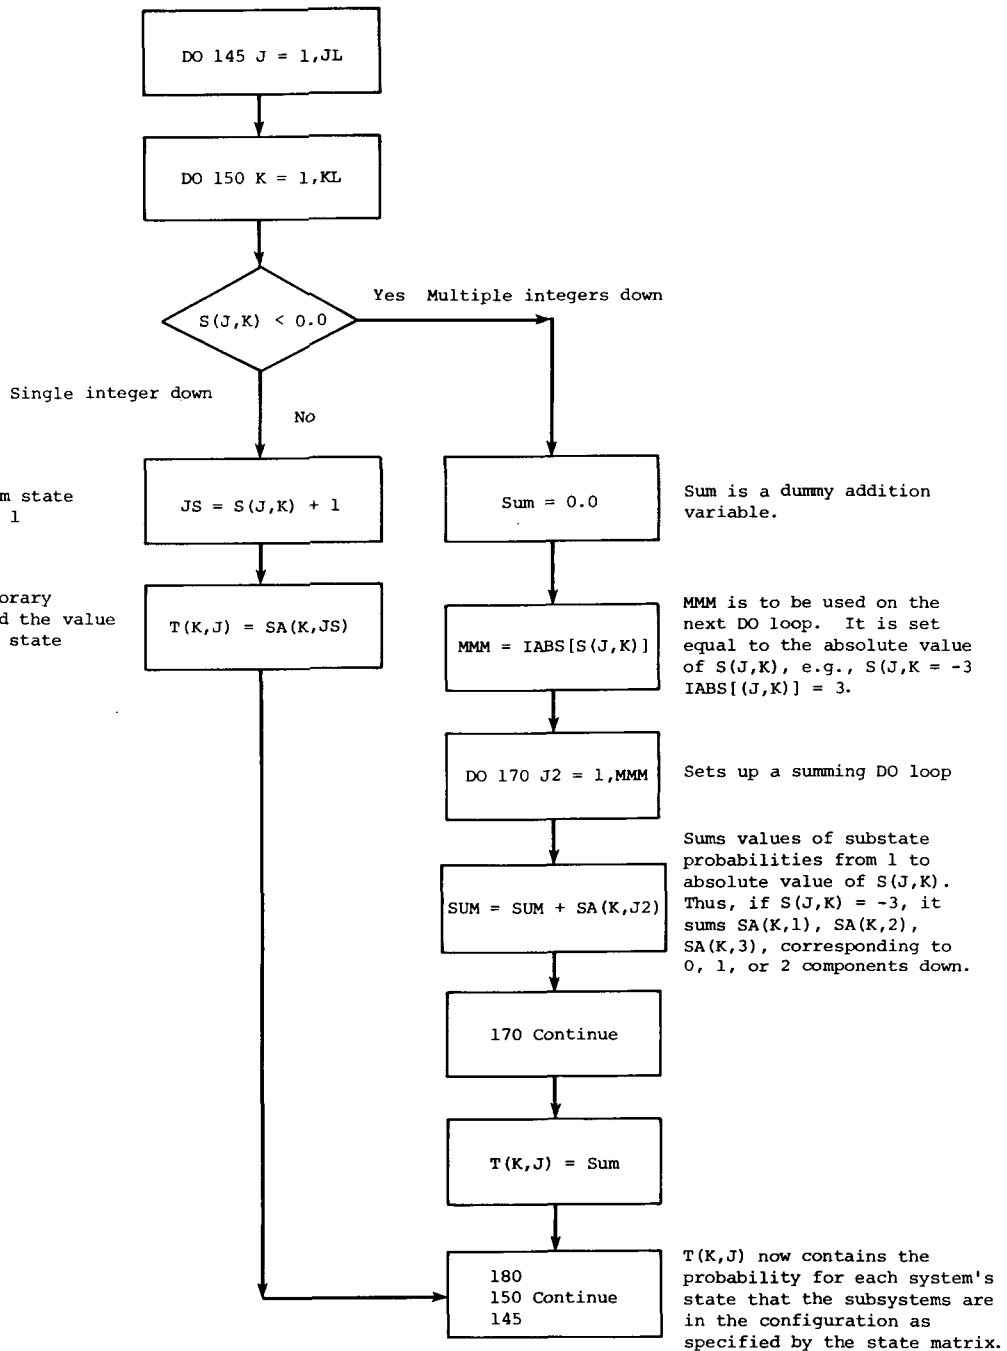 DO 145 J = 1,JL
DO 150 K = 1,KL
S(J,K) < 0.0
Yes Multiple integers down
Single integer down
No
state
1
JS = S(J,K) + 1
Sum = 0.0
Sum is a dummy addition
variable.
d the value
state
T(K,J) = SA(K,JS)
MMM = IABS[S(J,K)]
MMM is to be used on the
next DO loop. It is set
equal to the absolute value
of S(J,K), e.g., S(J,K = -3
IABS[(J,K)] = 3.
DO 170 J2 = 1,MMM
Sets up a summing DO loop
SUM = SUM + SA(K,J2)
Sums values of substate
probabilities from 1 to
absolute value of S(J,K).
Thus, if S(J,K) = -3, it
sums SA(K,1), SA(K,2),
SA(K,3), corresponding to
0, 1, or 2 components down.
170 Continue
T(K,J) = Sum
180
150 Continue
145
T(K,J) now contains the
probability for each system's
state that the subsystems are
in the configuration as
specified by the state matrix.